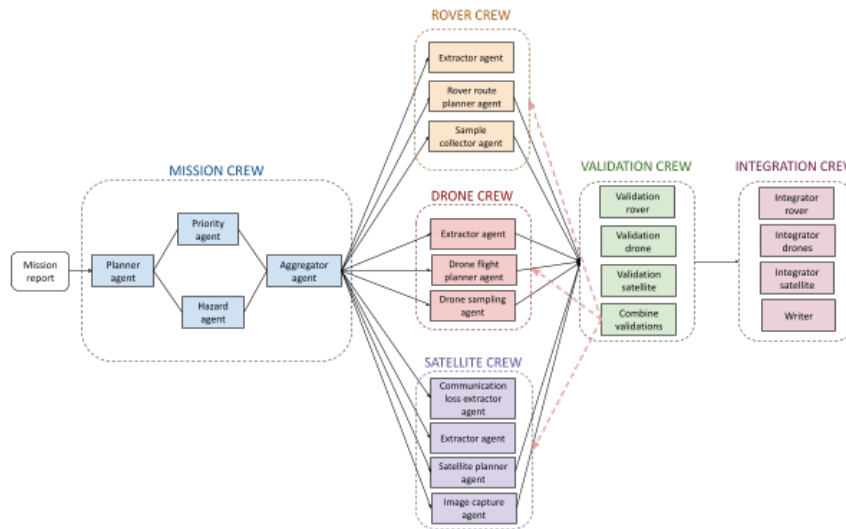 ROVER CREW
Extractor agent
Rover route
planner agent
Sample
collector agent
MISSION CREW
Mission
report
Planner
agent
Priority
agent
Hazard
agent
Aggregator
agent
DRONE CREW
Extractor agent
Drone flight
planner agent
Drone sampling
agent
SATELLITE CREW
Communication
loss extractor
agent
Extractor agent
Satellite planner
agent
Image capture
agent
VALIDATION CREW
Validation
rover
Validation
drone
Validation
satellite
Combine
validations
INTEGRATION CREW
Integrator
rover
Integrator
drones
Integrator
satellite
Writer